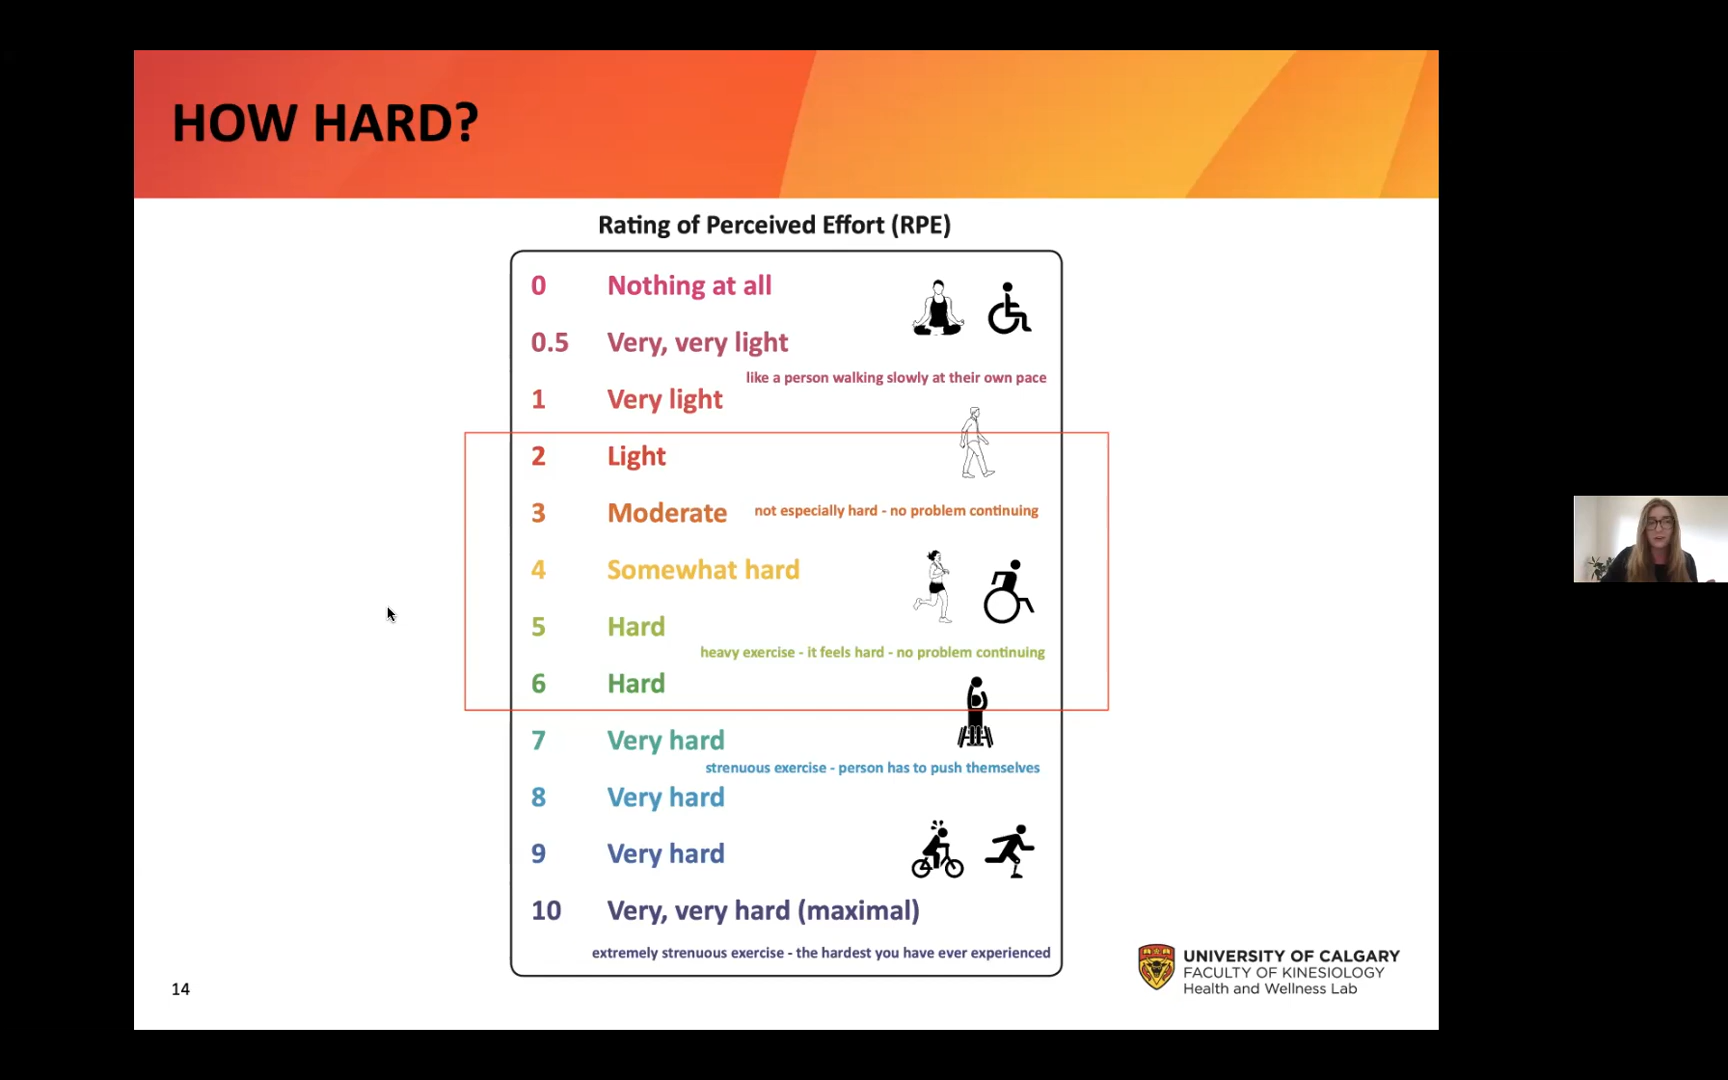 HOW HARD?
Rating of Perceived Effort (RPE)
0 Nothing at all
0.5 Very, very light
like a person walking slowly at their own pace
1 Very light
2 Light
3 Moderate not especially hard - no problem continuing
4 Somewhat hard
5 Hard
heavy exercise - it feels hard - no problem continuing
6 Hard
7 Very hard
strenuous exercise - person has to push themselves
8 Very hard
9 Very hard
10 Very, very hard (maximal)
extremely strenuous exercise - the hardest you have ever experienced
UNIVERSITY OF CALGARY
FACULTY OF KINESIOLOGY
Health and Wellness Lab
14